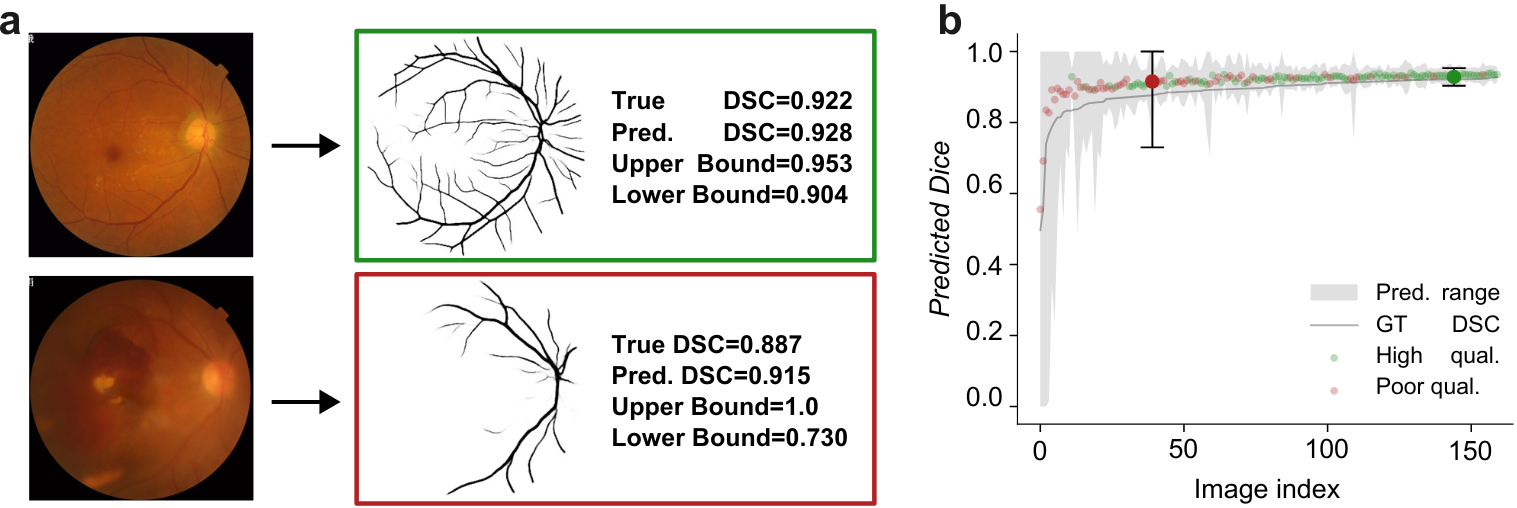 a
True DSC=0.922
Pred. DSC=0.928
Upper Bound=0.953
Lower Bound=0.904
True DSC=0.887
Pred. DSC=0.915
Upper Bound=1.0
Lower Bound=0.730
b
Predicted Dice
1.0
0.8
0.6
0.4
0.2
0.0
Pred. range
GT DSC
High qual.
Poor qual.
0 50 100 150
Image index